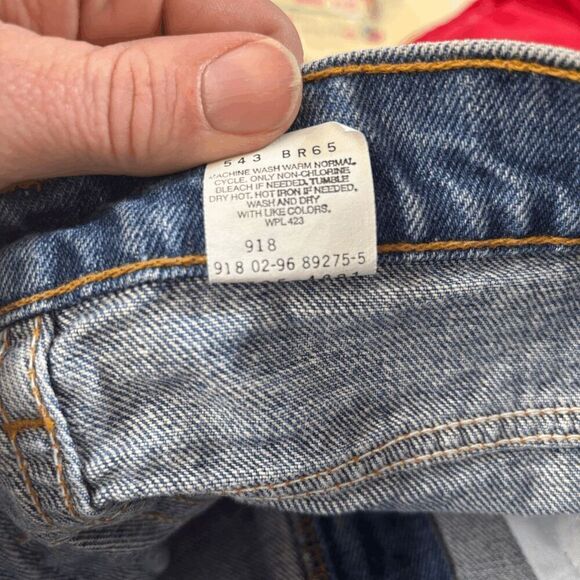 543 BR65
MACHINE WASH WARM NORMAL
CYCLE. ONLY NON-CHLORINE
BLEACH IF NEEDED. TUMBLE
DRY HOT. HOT IRON IF NEEDED.
WASH AND DRY
WITH LIKE COLORS.
WPL 423
918
918 02-96 89275-5